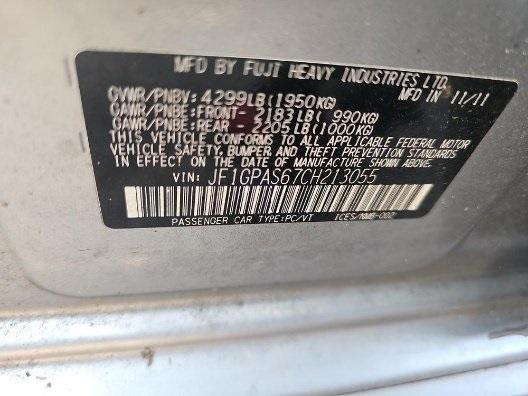 MFD BY FUJI HEAVY INDUSTRIES LTD.
MFD IN 11/11
GVWR/PNBV: 4299LB(1950KG)
GAWR/PNBE:FRONT- 2183LB( 990KG)
GAWR/PNBE:REAR - 2205LB(1000KG)
THIS VEHICLE CONFORMS TO ALL APPLICABLE FEDERAL MOTOR
VEHICLE SAFETY, BUMPER, & THEFT PREVENTION STANDARDS
IN EFFECT ON THE DATE OF MANUFACTURE SHOWN ABOVE.
VIN: JF1GPAS67CH213055
PASSENGER CAR TYPE:PC/VT
ICES/NMB-002